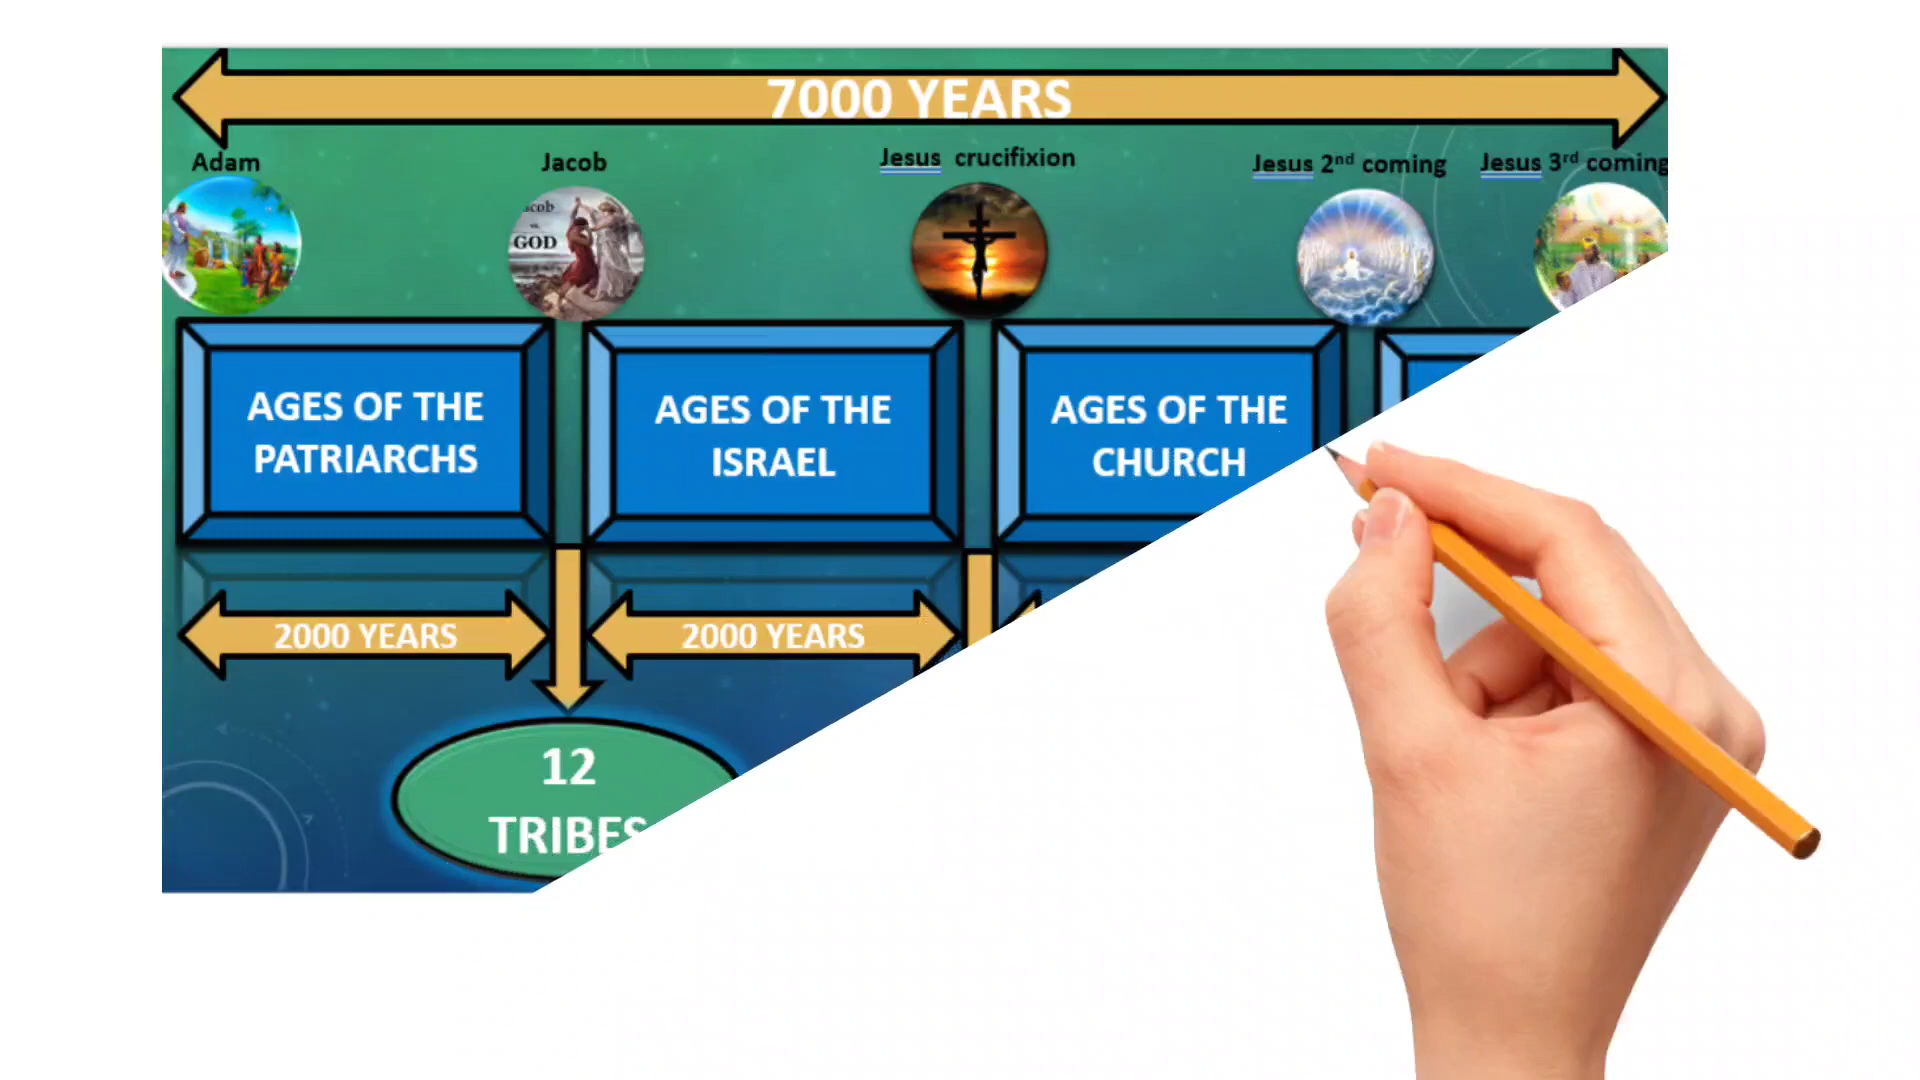 7000 YEARS
Adam
Jacob
Jesus crucifixion
Jesus 2nd coming
Jesus 3rd coming
GOD
AGES OF THE
PATRIARCHS
AGES OF THE
ISRAEL
AGES OF THE
CHURCH
2000 YEARS
2000 YEARS
12
TRIBES